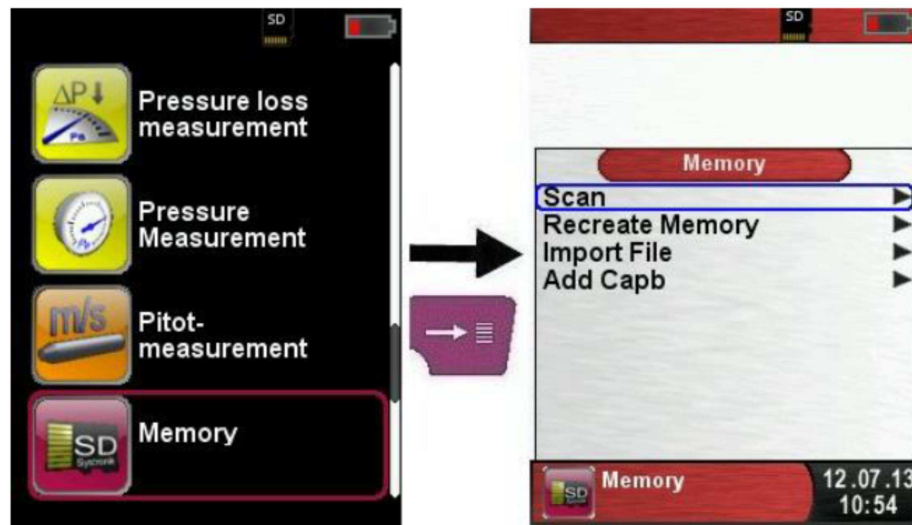 SD
ΔP
Pa
Pressure loss
measurement
Pressure
Measurement
m/s
Pitot-
measurement
SD
Systronik
Memory
SD
Memory
Scan
Recreate Memory
Import File
Add Capb
SD
Memory
12.07.13
10:54